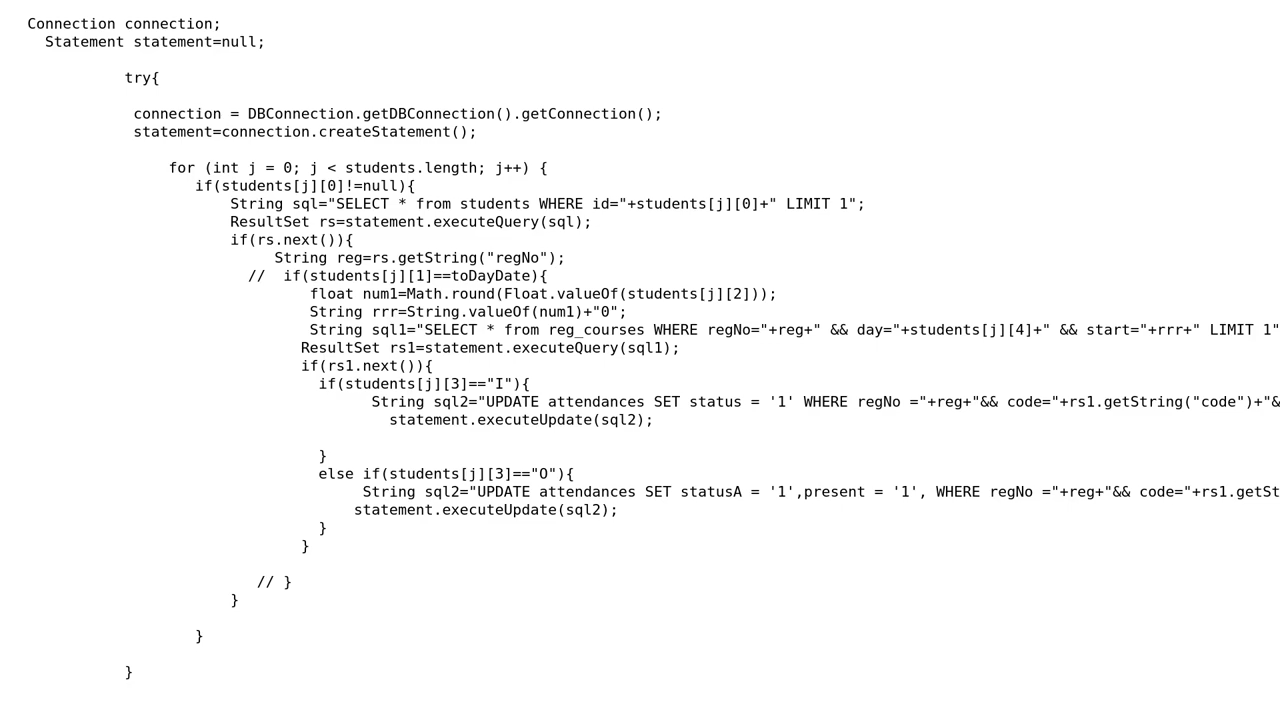 Connection connection;
Statement statement=null;
try{
connection = DBConnection.getDBConnection().getConnection();
statement=connection.createStatement();
for (int j = 0; j < students.length; j++) {
if(students[j][0]!=null){
String sql="SELECT * from students WHERE id="+students[j][0]+" LIMIT 1";
ResultSet rs=statement.executeQuery(sql);
if(rs.next()){
String reg=rs.getString("regNo");
//  if(students[j][1]==toDayDate){
float num1=Math.round(Float.valueOf(students[j][2]));
String rrr=String.valueOf(num1)+"0";
String sql1="SELECT * from reg_courses WHERE regNo="+reg+" && day="+students[j][4]+" && start="+rrr+" LIMIT 1"
ResultSet rs1=statement.executeQuery(sql1);
if(rs1.next()){
if(students[j][3]=="I"){
String sql2="UPDATE attendances SET status = '1' WHERE regNo ="+reg+"&& code="+rs1.getString("code")+"&
statement.executeUpdate(sql2);
}
else if(students[j][3]=="O"){
String sql2="UPDATE attendances SET statusA = '1',present = '1', WHERE regNo ="+reg+"&& code="+rs1.getSt
statement.executeUpdate(sql2);
}
}
// }
}
}
}